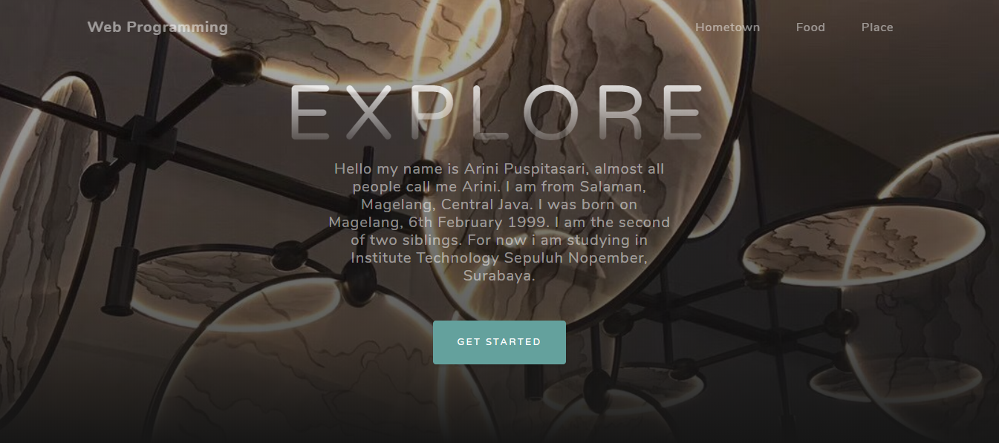 Web Programming
Hometown Food Place
EXPLORE
Hello my name is Arini Puspitasari, almost all
people call me Arini. I am from Salaman,
Magelang, Central Java. I was born on
Magelang, 6th February 1999. I am the second
of two siblings. For now i am studying in
Institute Technology Sepuluh Nopember,
Surabaya.
GET STARTED